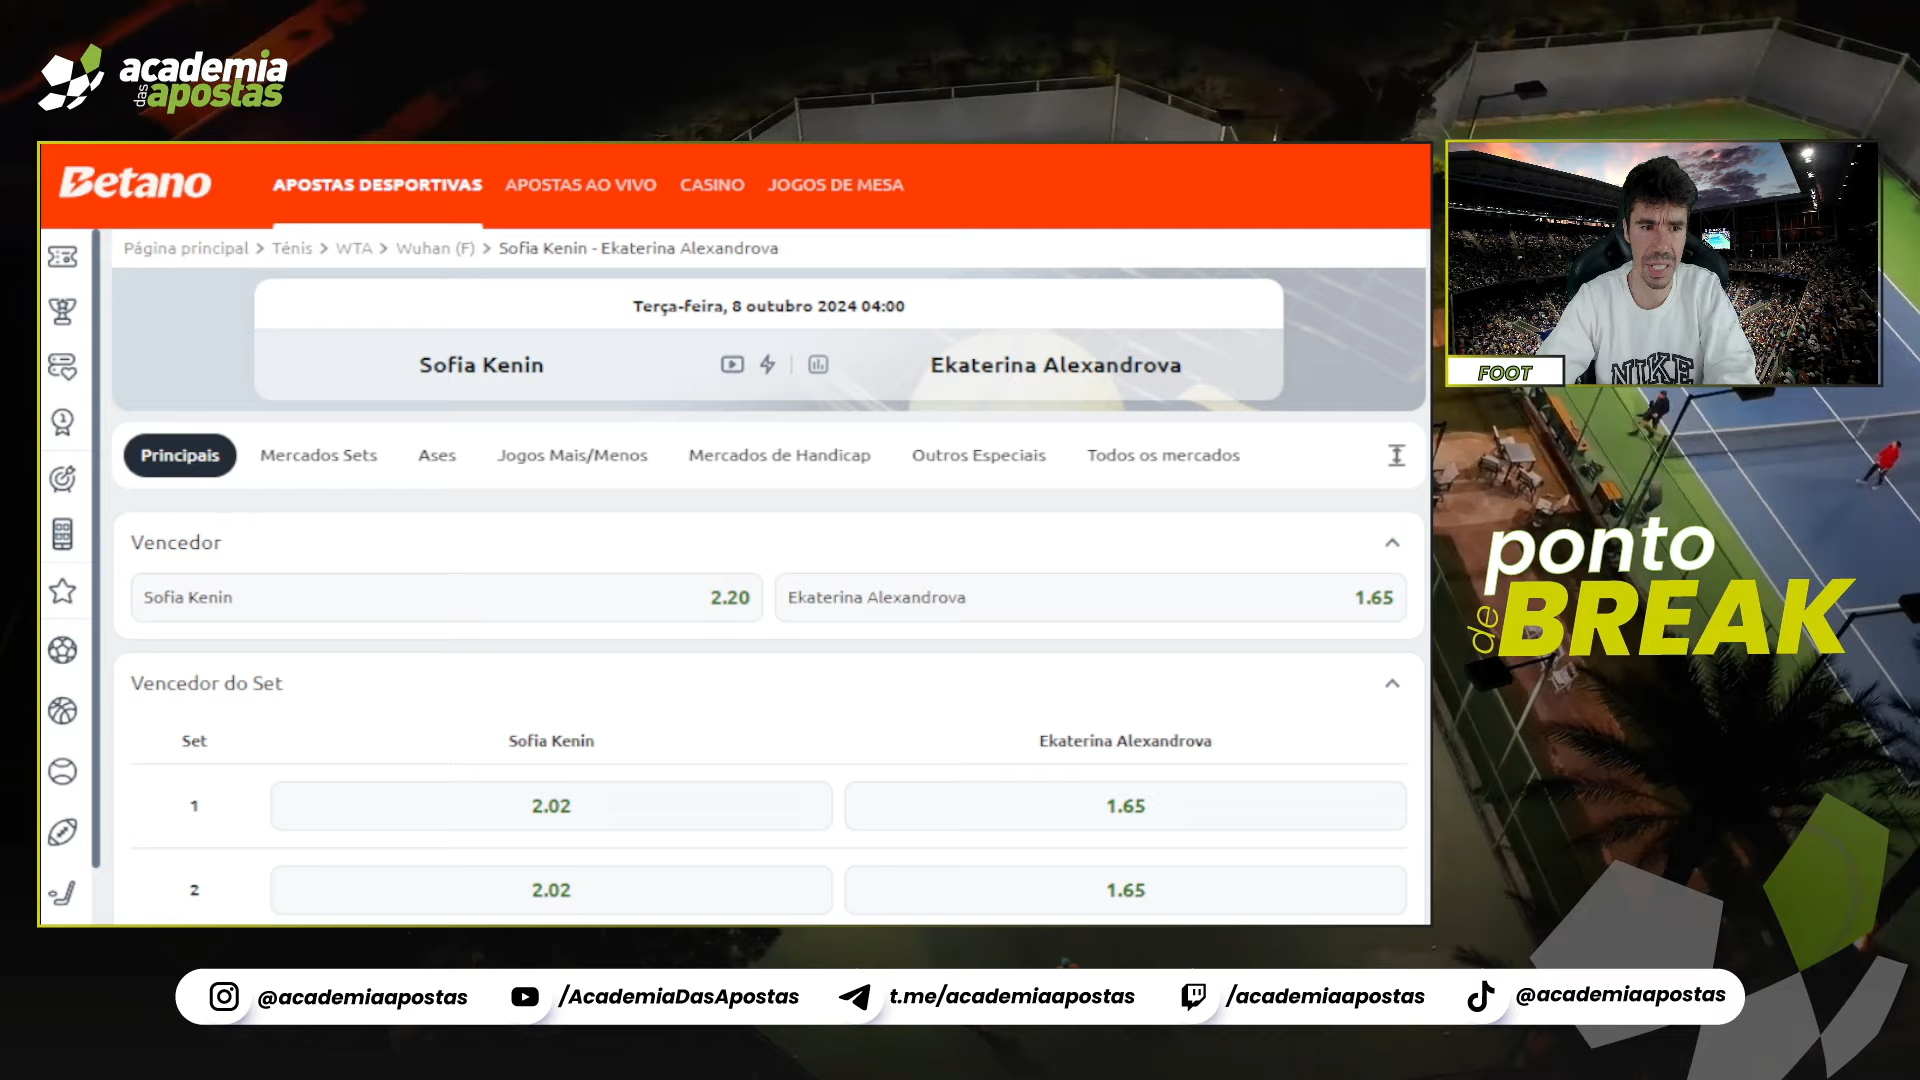 academia
das apostas
Betano
APOSTAS DESPORTIVAS APOSTAS AO VIVO CASINO JOGOS DE MESA
Página principal > Ténis > WTA > Wuhan (F) > Sofia Kenin - Ekaterina Alexandrova
Terça-feira, 8 outubro 2024 04:00
Sofia Kenin Ekaterina Alexandrova
Principais Mercados Sets Ases Jogos Mais/Menos Mercados de Handicap Outros Especiais Todos os mercados
Vencedor
Sofia Kenin 2.20 Ekaterina Alexandrova 1.65
Vencedor do Set
Set Sofia Kenin Ekaterina Alexandrova
1 2.02 1.65
2 2.02 1.65
NIKE
FOOT
ponto
de BREAK
@academiaapostas /AcademiaDasApostas t.me/academiaapostas /academiaapostas @academiaapostas